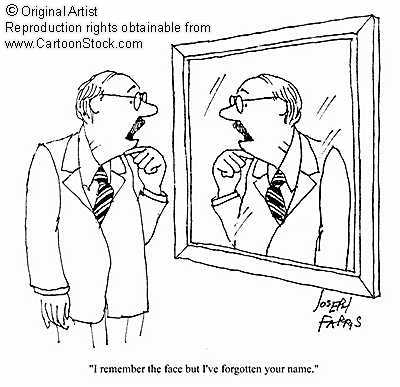 © Original Artist
Reproduction rights obtainable from
www.CartoonStock.com
JOSEPH
FARRIS
"I remember the face but I've forgotten your name."